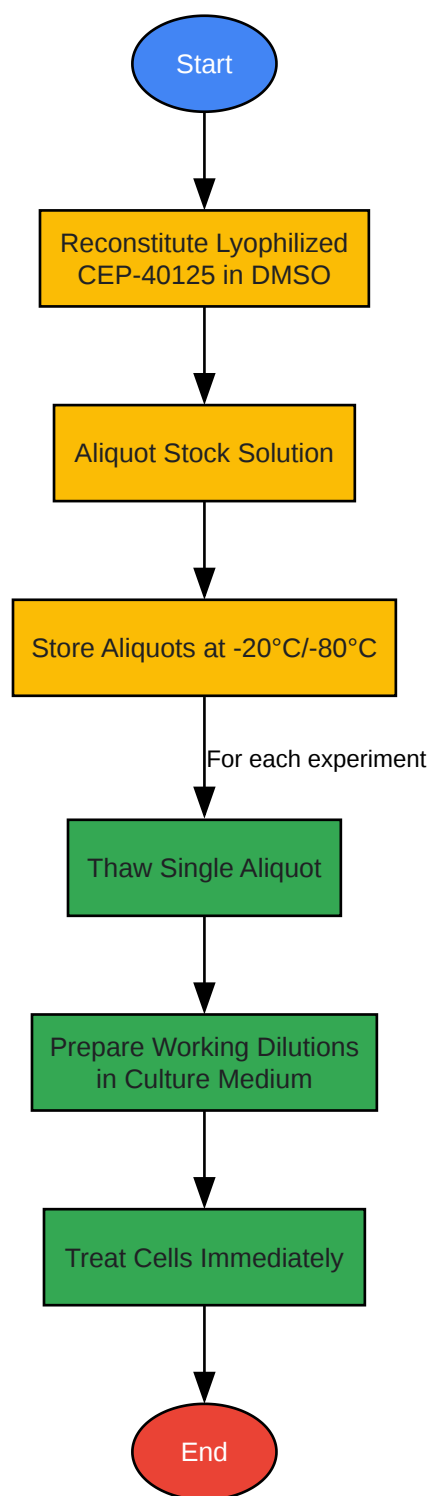 Start
Reconstitute Lyophilized
CEP-40125 in DMSO
Aliquot Stock Solution
Store Aliquots at -20°C/-80°C
For each experiment
Thaw Single Aliquot
Prepare Working Dilutions
in Culture Medium
Treat Cells Immediately
End